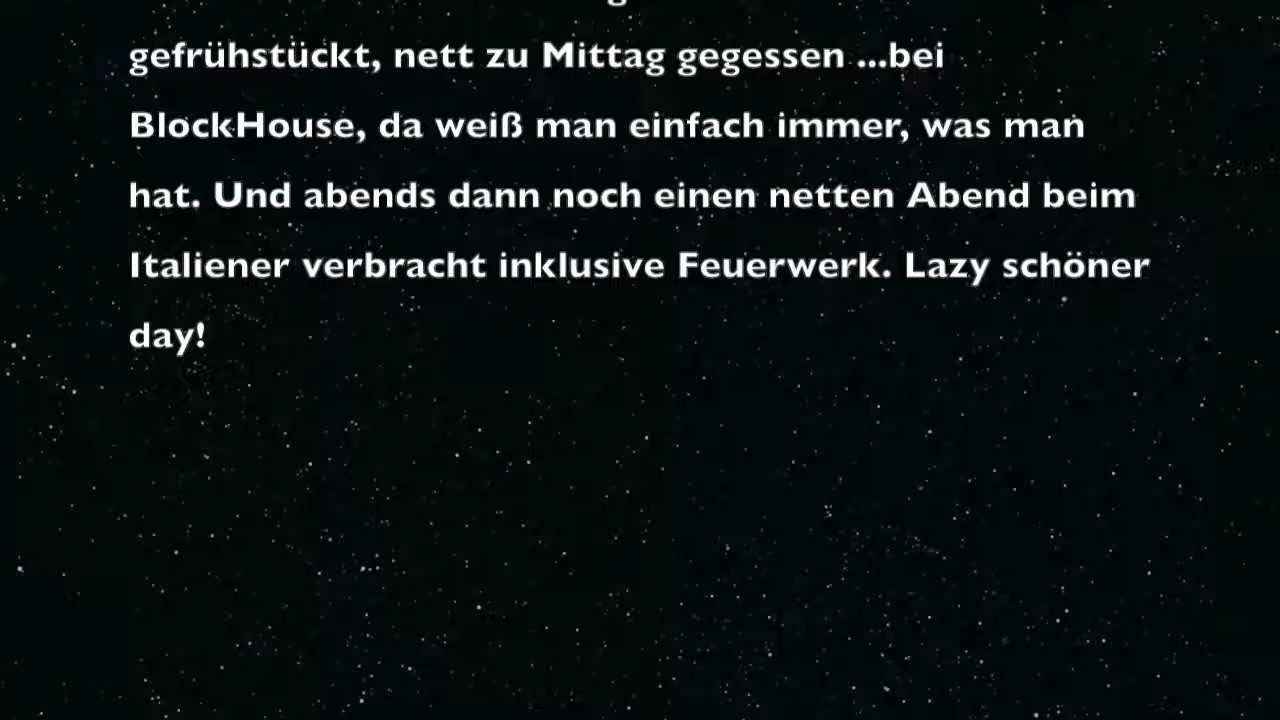 gefrühstückt, nett zu Mittag gegessen ...bei
BlockHouse, da weiß man einfach immer, was man
hat. Und abends dann noch einen netten Abend beim
Italiener verbracht inklusive Feuerwerk. Lazy schöner
day!